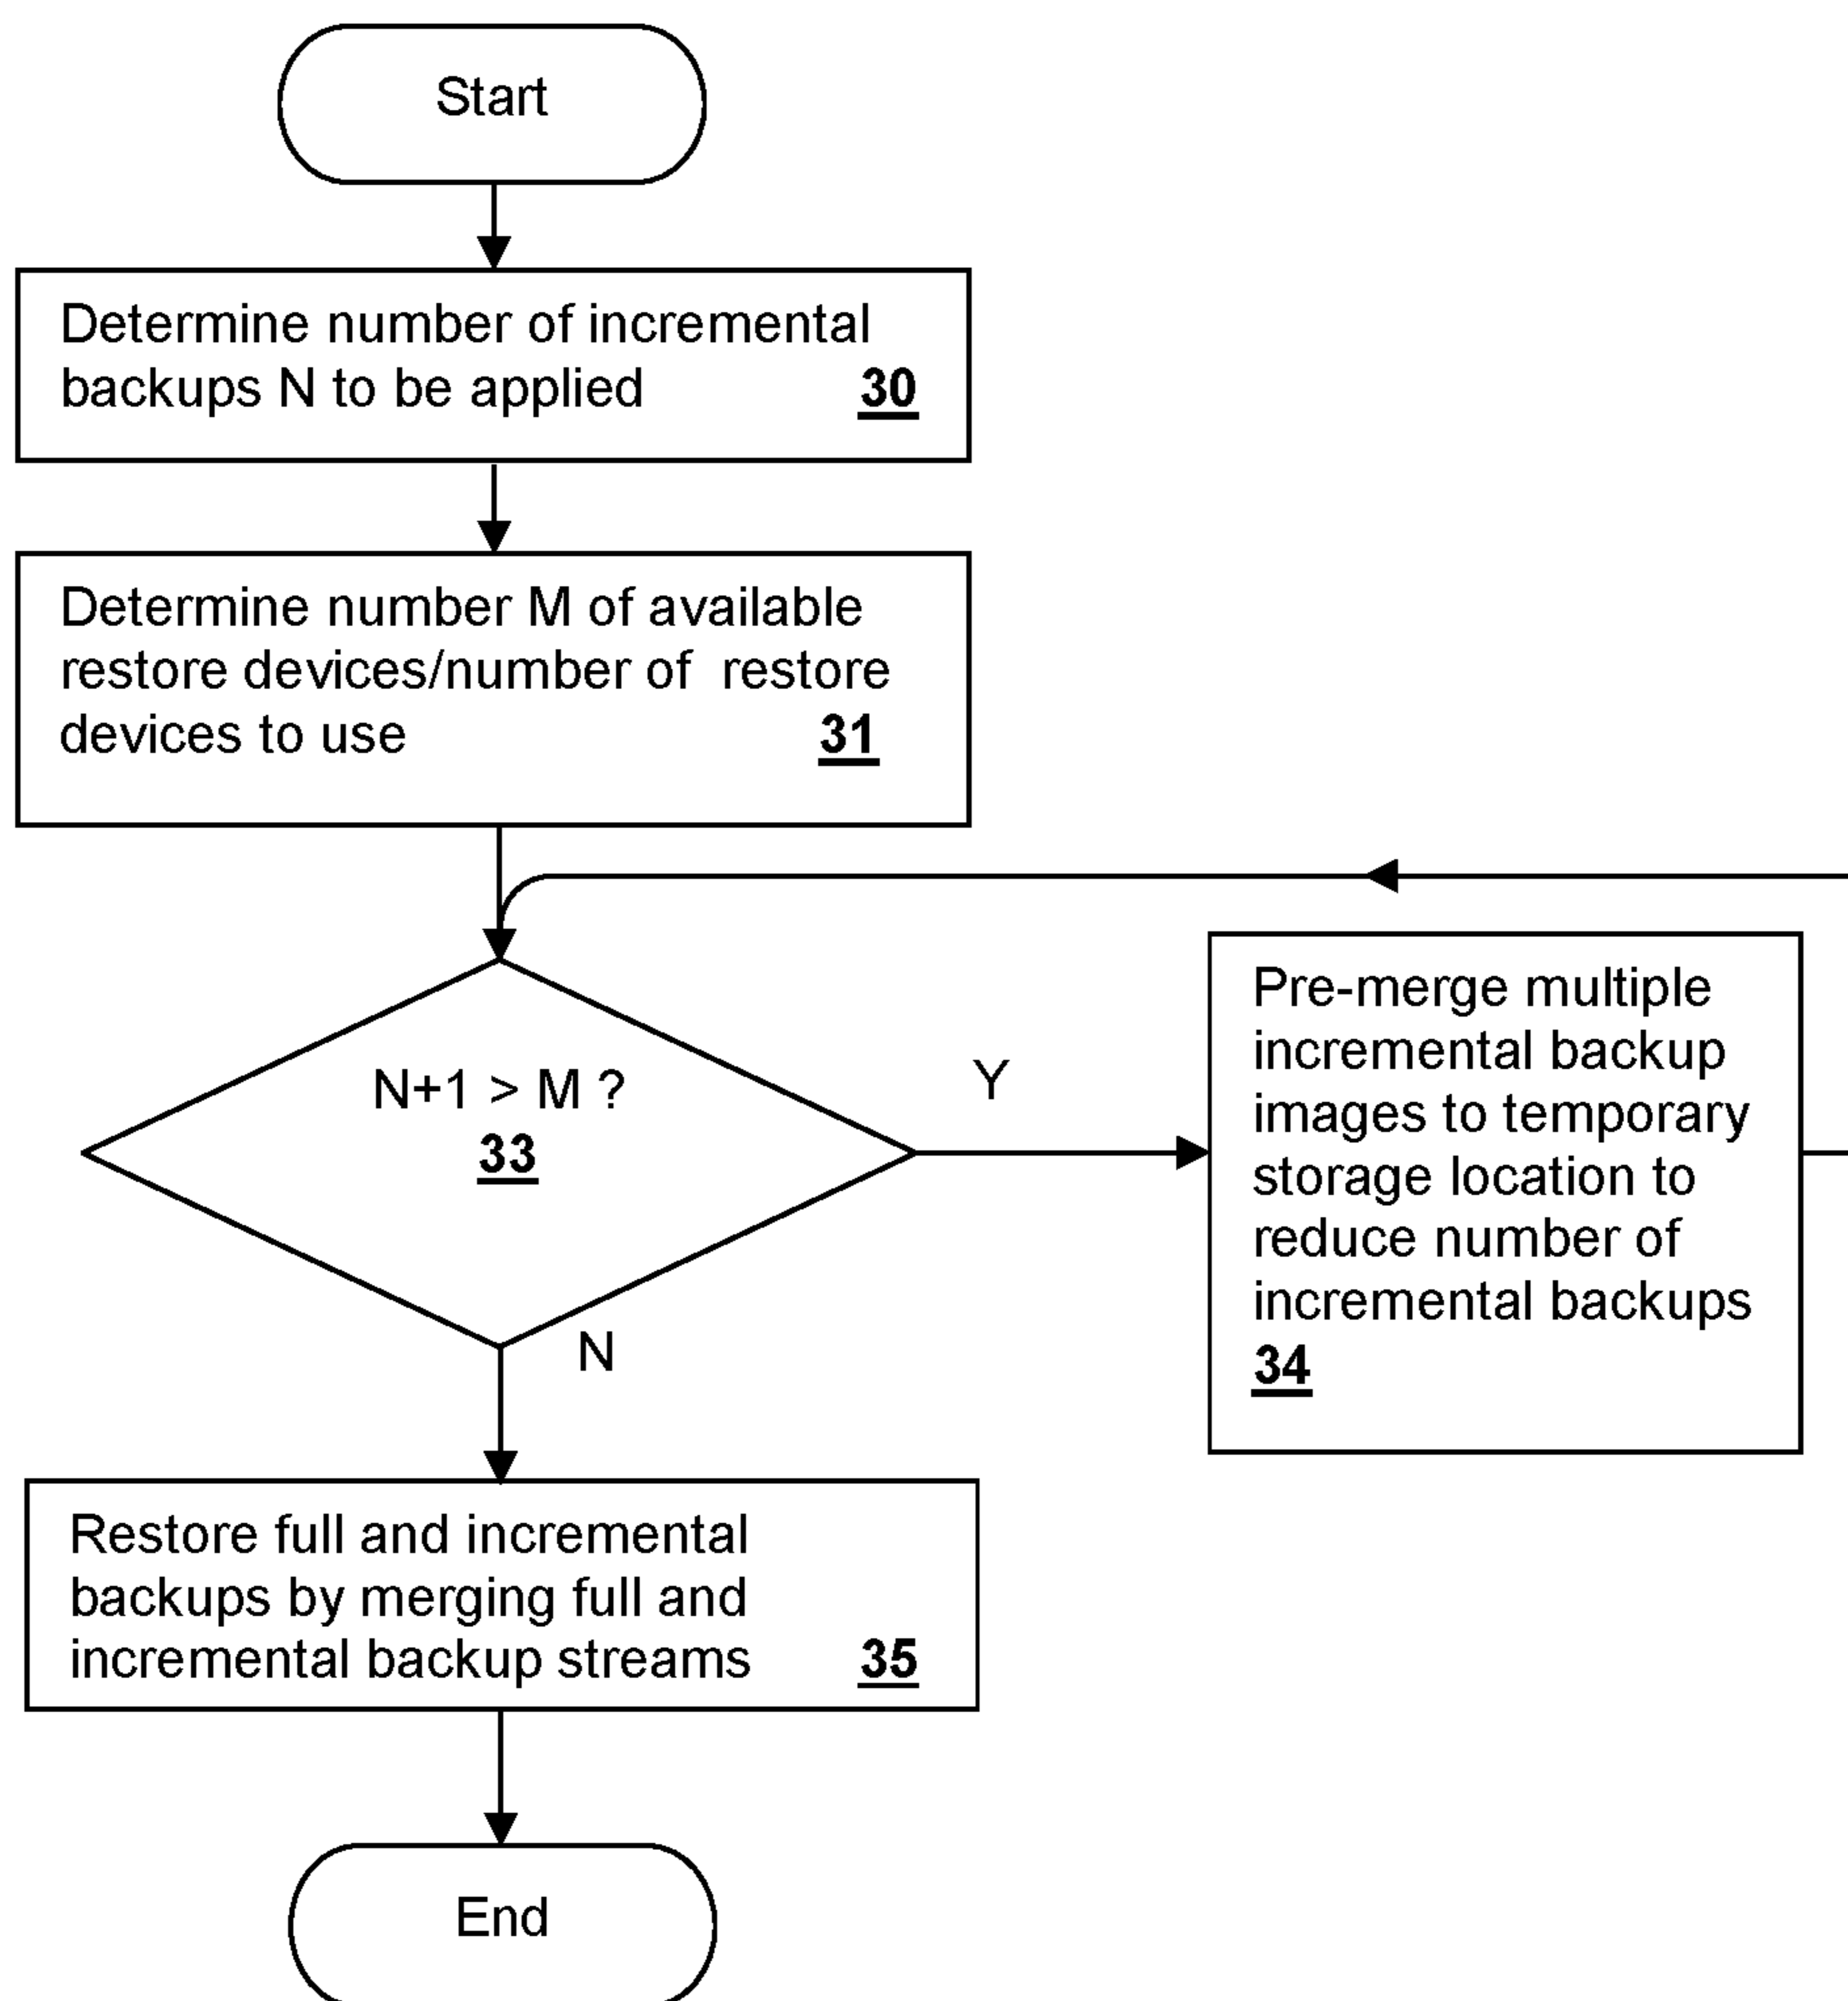 Start
Determine number of incremental
backups N to be applied 30
Determine number M of available
restore devices/number of restore
devices to use 31
N+1 > M ?
33
Y
N
Pre-merge multiple
incremental backup
images to temporary
storage location to
reduce number of
incremental backups
34
Restore full and incremental
backups by merging full and
incremental backup streams 35
End